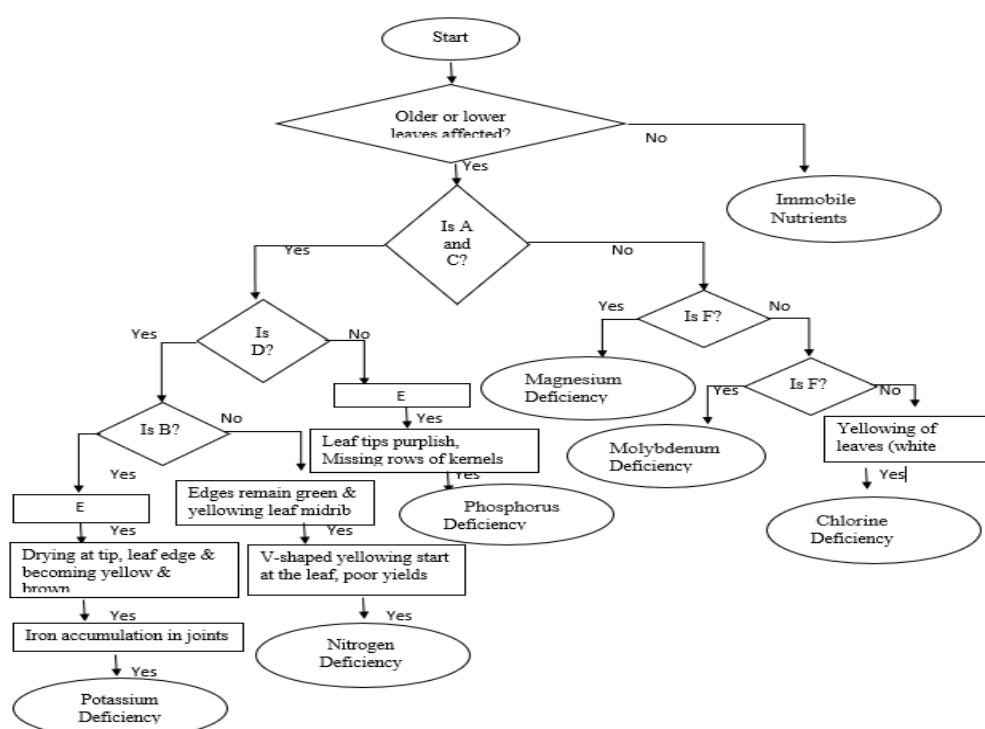 Start
Older or lower
leaves affected?
No
Yes
Immobile
Nutrients
Is A
and
C?
Yes
No
Is F?
Yes
No
Is
D?
Yes
No
Magnesium
Deficiency
Is F?
Yes
No
E
Yes
Is B?
No
Yes
Leaf tips purplish,
Missing rows of kernels
Yes
Phosphorus
Deficiency
Molybdenum
Deficiency
Yellowing of
leaves (white
Yes
Chlorine
Deficiency
E
Yes
Edges remain green &
yellowing leaf midrib
Yes
Drying at tip, leaf edge &
becoming yellow &
brown
Yes
V-shaped yellowing start
at the leaf, poor yields
Yes
Iron accumulation in joints
Yes
Nitrogen
Deficiency
Potassium
Deficiency